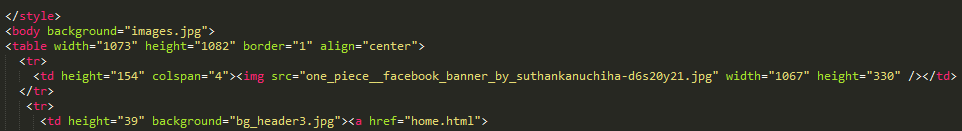 </style>
<body background="images.jpg">
<table width="1073" height="1082" border="1" align="center">
<tr>
<td height="154" colspan="4"><img src="one_piece__facebook_banner_by_suthankanuchiha-d6s20y21.jpg" width="1067" height="330" /></td>
</tr>
<tr>
<td height="39" background="bg_header3.jpg"><a href="home.html">